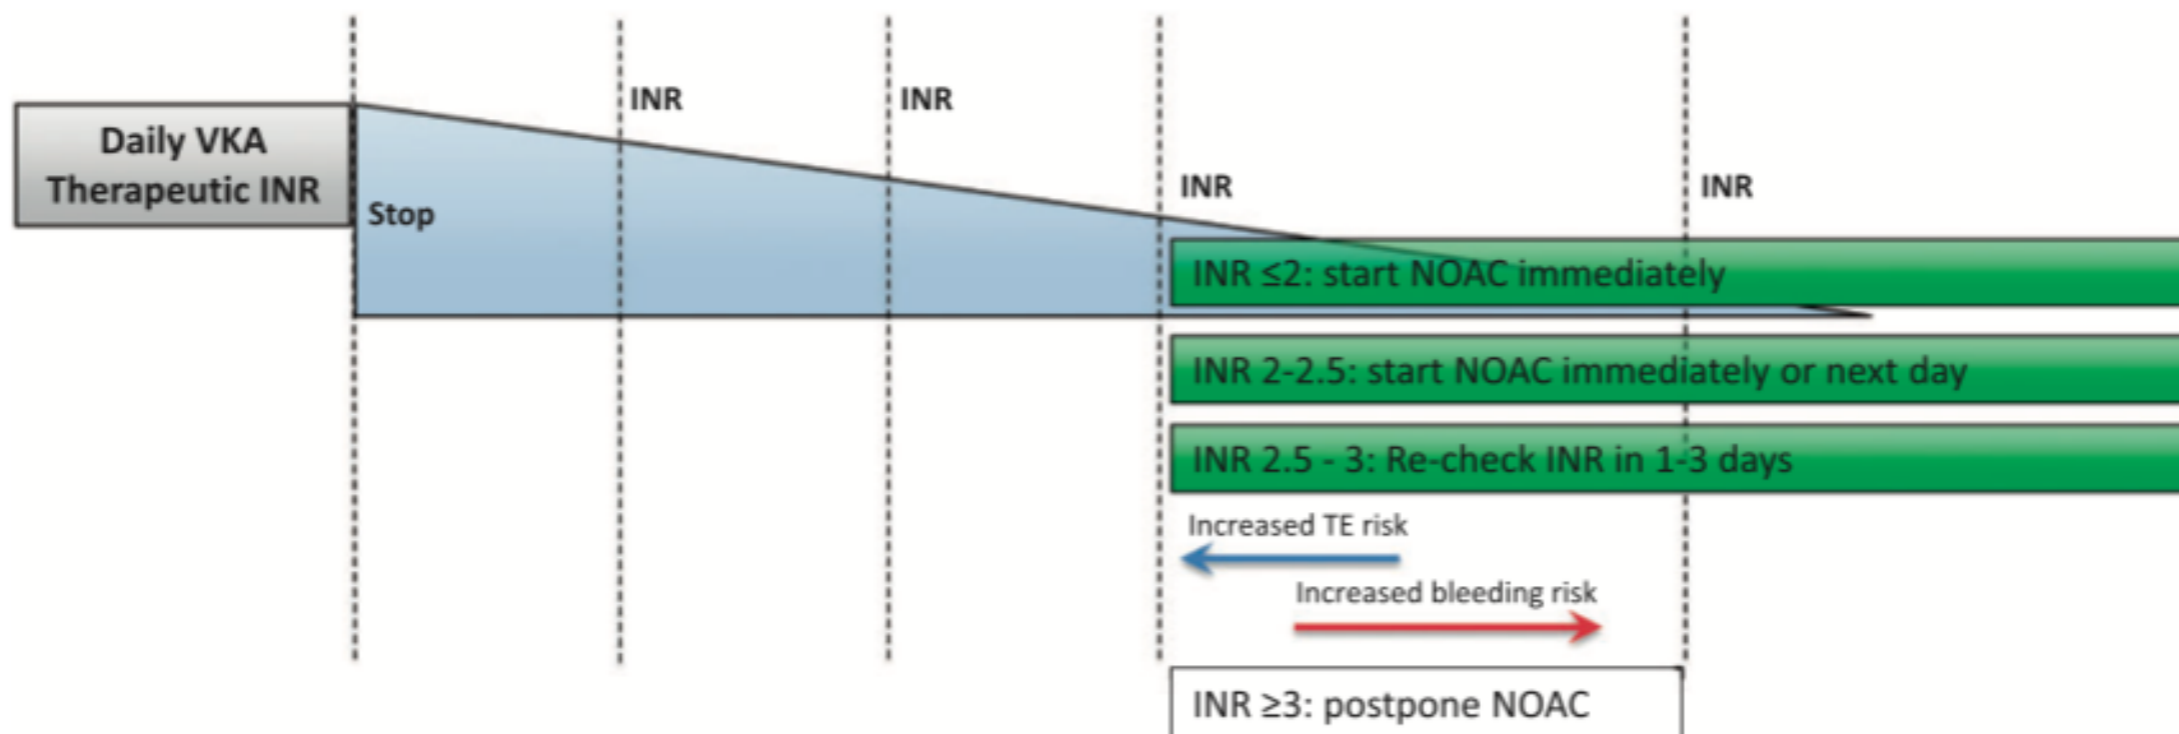 INR
INR
Daily VKA
Therapeutic INR
Stop
INR
INR
INR ≤2: start NOAC immediately
INR 2-2.5: start NOAC immediately or next day
INR 2.5 - 3: Re-check INR in 1-3 days
Increased TE risk
Increased bleeding risk
INR ≥3: postpone NOAC